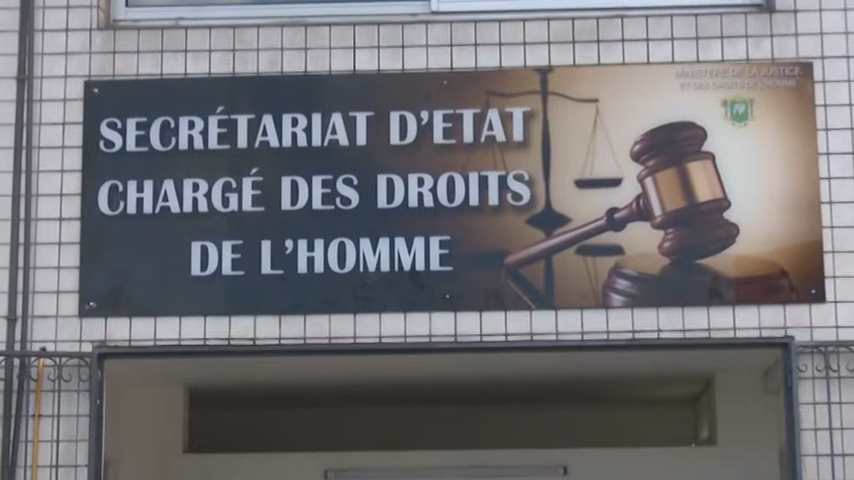 SECRÉTARIAT D'ETAT
CHARGÉ DES DROITS
DE L'HOMME
MINISTERE DE LA JUSTICE
ET DES DROITS DE L'HOMME